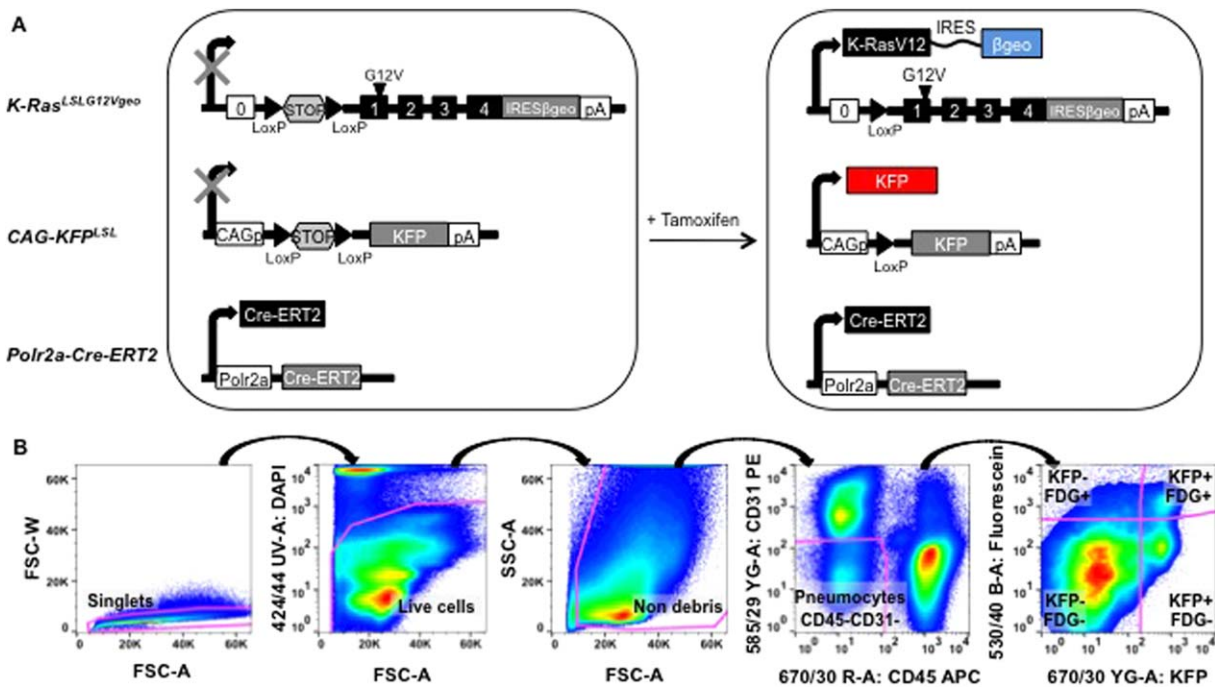 A
K-Ras^LSLG12Vgeo
G12V
0
STOP
1
2
3
4
IRESβgeo
pA
LoxP
LoxP
CAG-KFP^LSL
CAGp
STOP
KFP
pA
LoxP
LoxP
Polr2a-Cre-ERT2
Cre-ERT2
Polr2a
Cre-ERT2
+ Tamoxifen
IRES
K-RasV12
βgeo
G12V
0
1
2
3
4
IRESβgeo
pA
LoxP
KFP
CAGp
KFP
pA
LoxP
Cre-ERT2
Polr2a
Cre-ERT2
B
FSC-W
60K
40K
20K
0
Singlets
0 20K 40K 60K
FSC-A
424/44 UV-A: DAPI
10^4
10^3
10^2
10^1
10^0
Live cells
0 20K 40K 60K
FSC-A
SSC-A
60K
40K
20K
0
Non debris
0 20K 40K 60K
FSC-A
585/29 YG-A: CD31 PE
10^4
10^3
10^2
10^1
10^0
Pneumocytes
CD45-CD31-
10^0 10^1 10^2 10^3 10^4
670/30 R-A: CD45 APC
530/40 B-A: Fluorescein
10^4
10^3
10^2
10^1
10^0
KFP- KFP+
FDG+ FDG+
KFP- KFP+
FDG- FDG-
10^0 10^1 10^2 10^3 10^4
670/30 YG-A: KFP